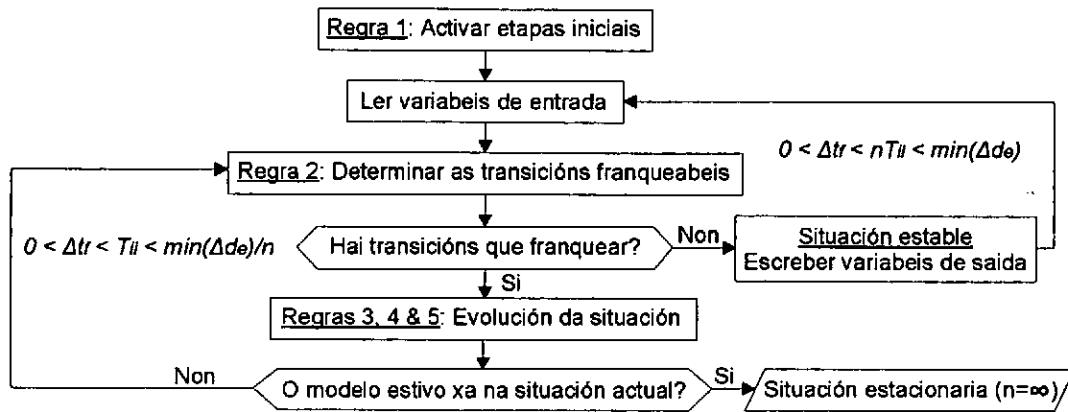 Regra 1: Activar etapas iniciais
Ler variabeis de entrada
0 < Δtr < nTil < min(Δde)
Regra 2: Determinar as transicións franqueabeis
0 < Δtr < Til < min(Δde)/n
Hai transicións que franquear?
Non
Situación estable
Escreber variabeis de saida
Si
Regras 3, 4 & 5: Evolución da situación
Non
O modelo estivo xa na situación actual?
Si
Situación estacionaria (n=∞)